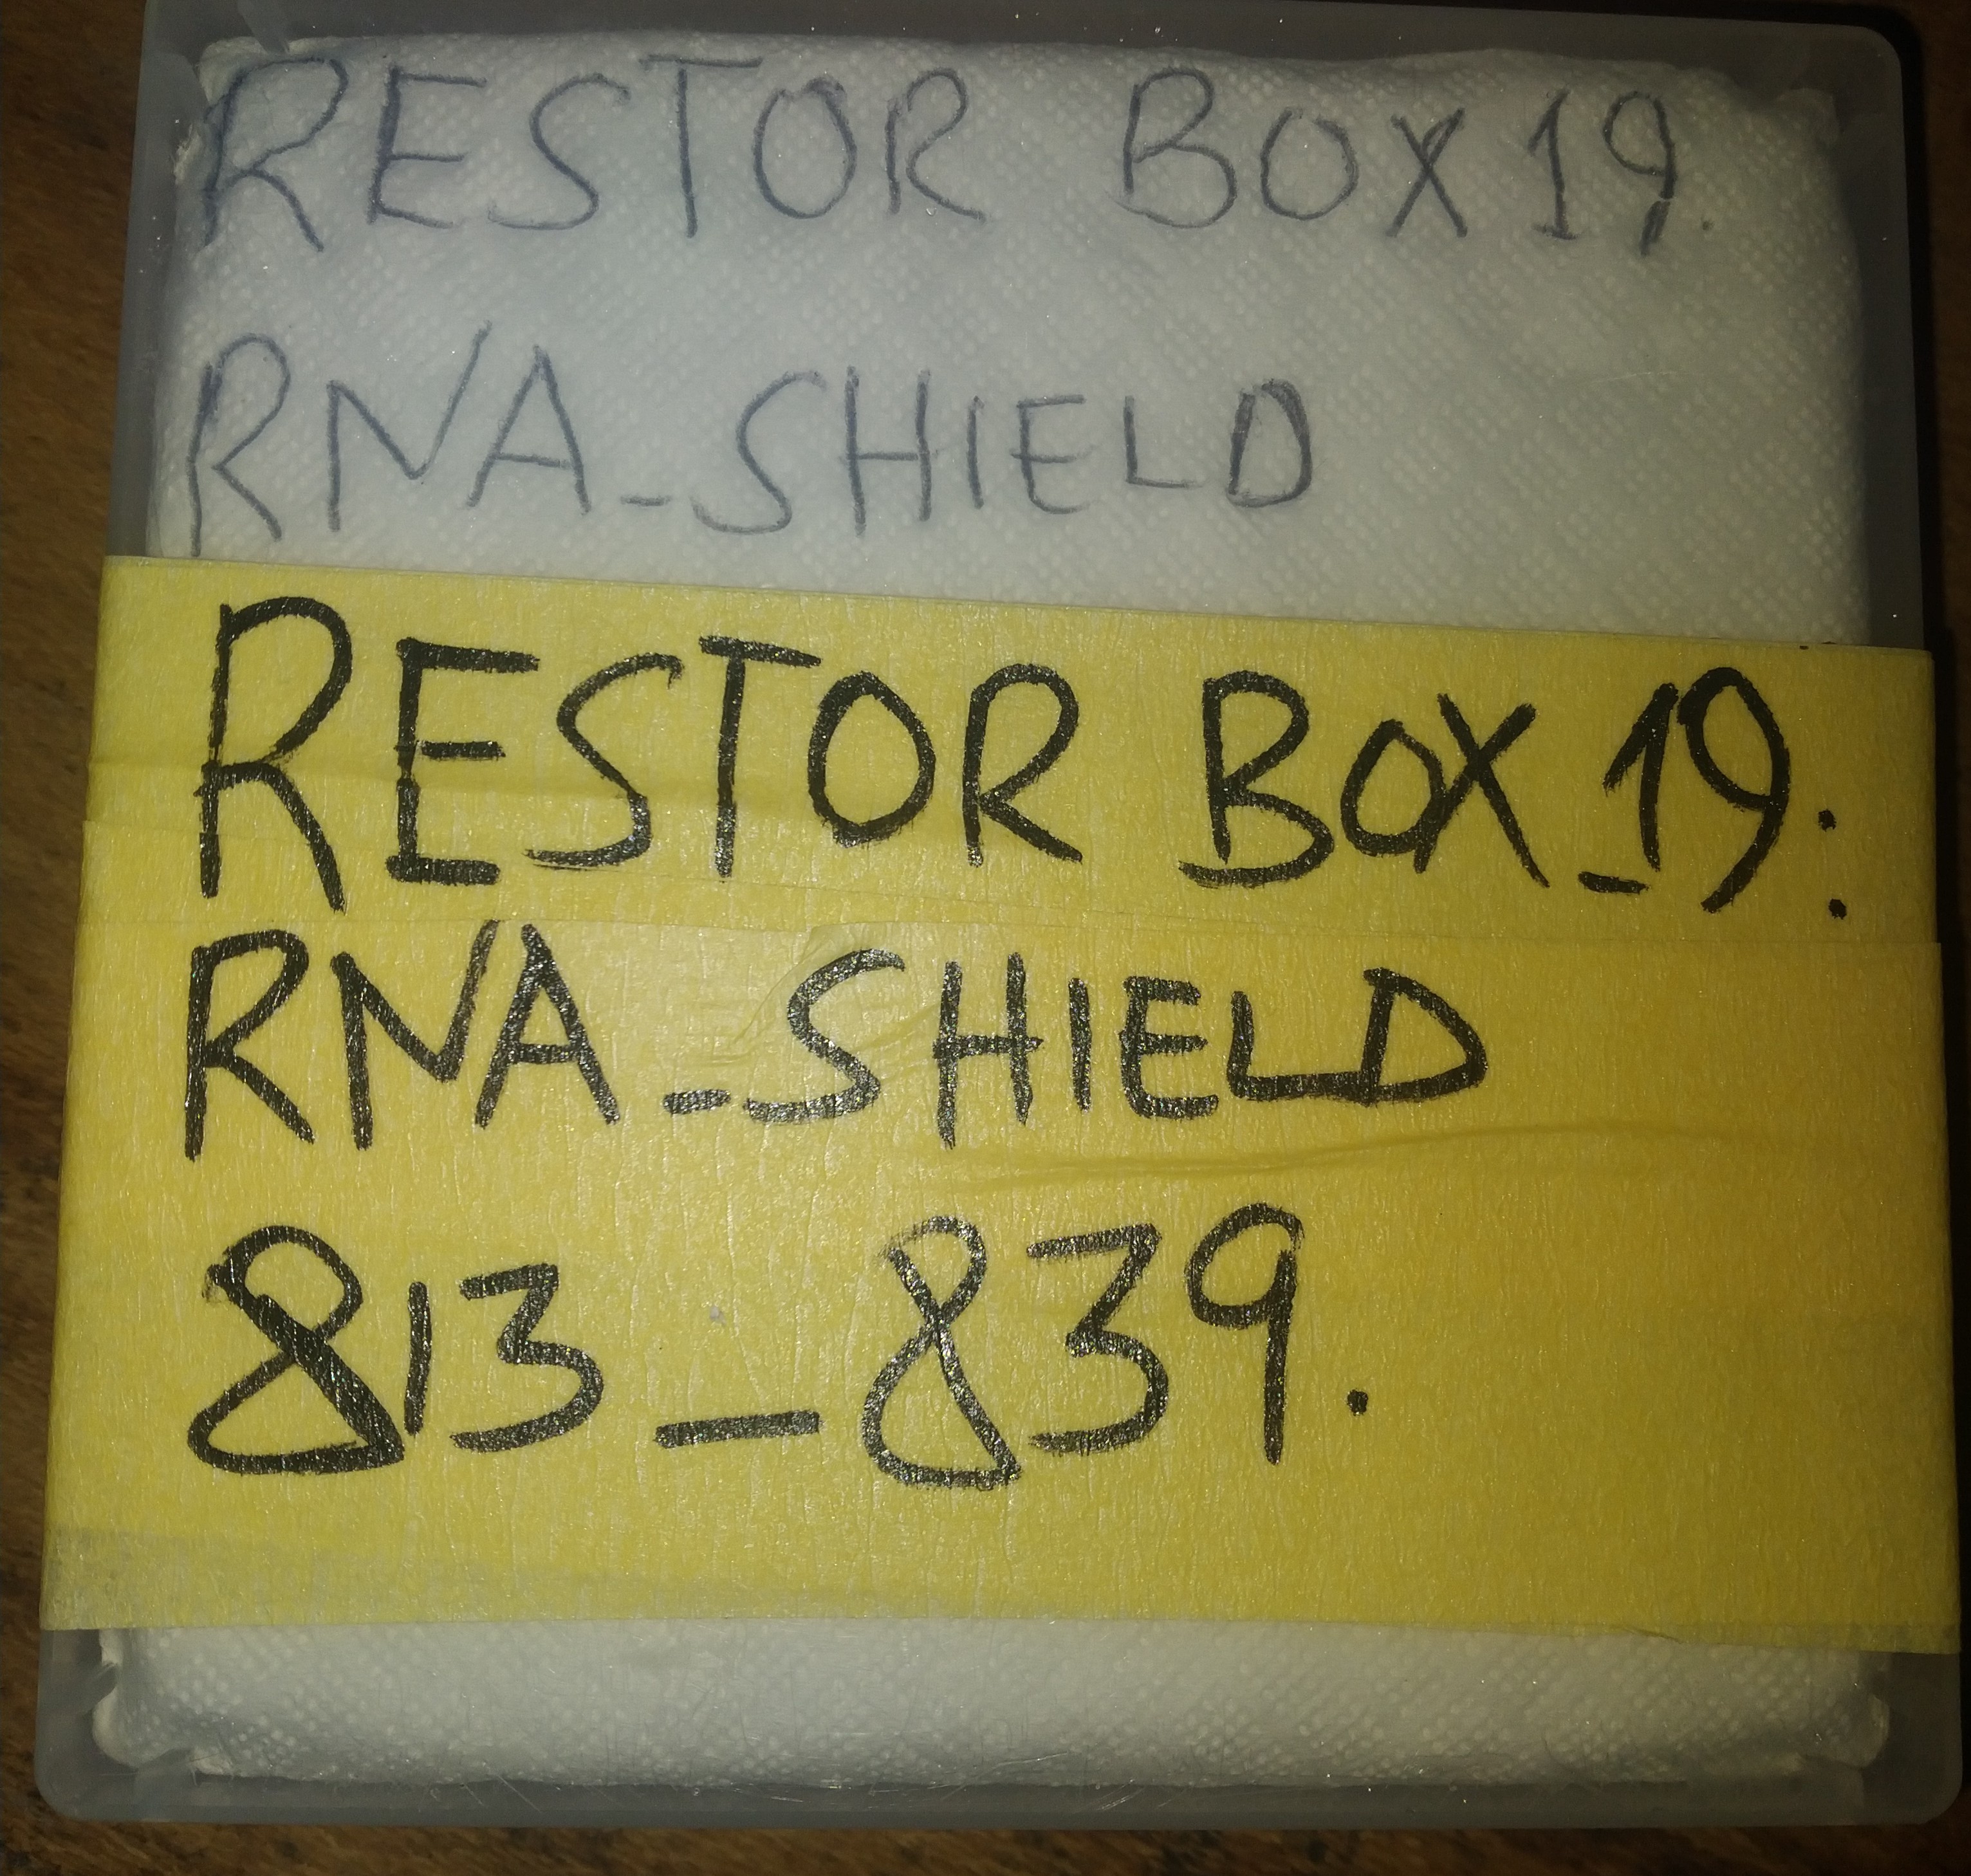 RESTOR BOX 19.
RNA_SHIELD
RESTOR BOX_19:
RNA_SHIELD
813_839.